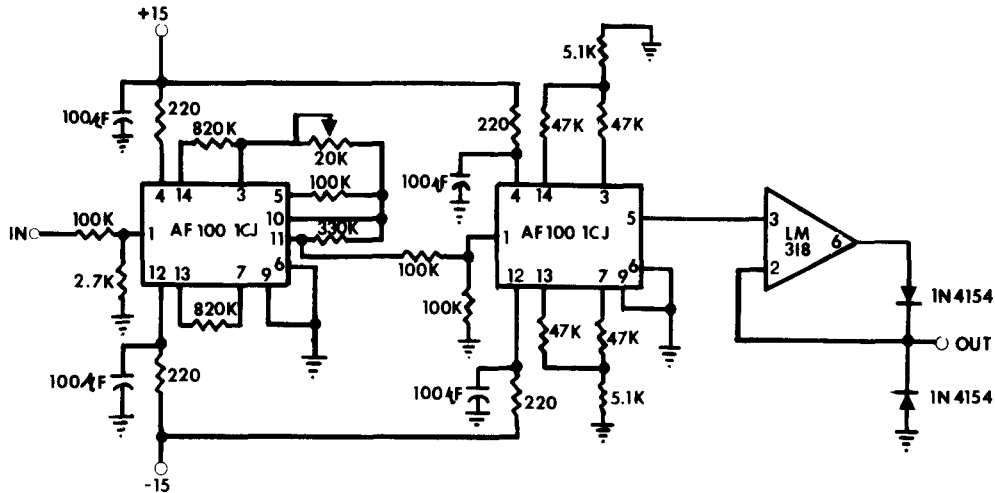 +15
100µF
220
820K
20K
100K
330K
4 14 3
5
10
11
6
1
AF100 1CJ
12 13 7 9
IN
100K
2.7K
820K
100µF
220
-15
100K
100K
220
100µF
5.1K
47K
47K
4 14 3
5
6
1
AF100 1CJ
12 13 7 9
47K
47K
5.1K
100µF
220
3
2
6
LM
318
1N4154
OUT
1N4154